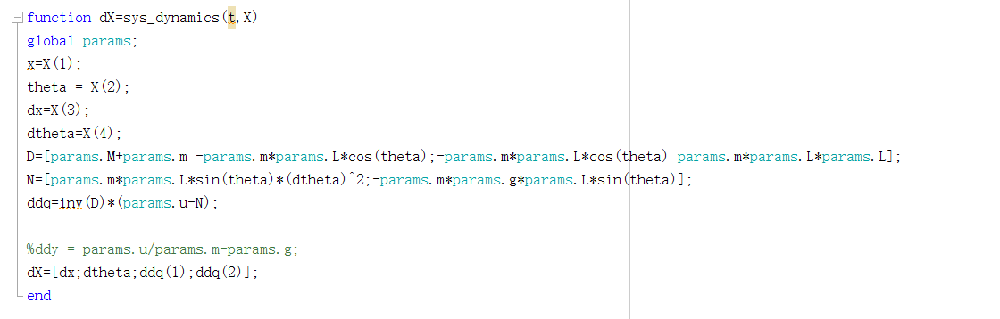 function dX=sys_dynamics(t,X)
global params;
x=X(1);
theta = X(2);
dx=X(3);
dtheta=X(4);
D=[params.M+params.m -params.m*params.L*cos(theta);-params.m*params.L*cos(theta) params.m*params.L*params.L];
N=[params.m*params.L*sin(theta)*(dtheta)^2;-params.m*params.g*params.L*sin(theta)];
ddq=inv(D)*(params.u-N);
%ddy = params.u/params.m-params.g;
dX=[dx;dtheta;ddq(1);ddq(2)];
end